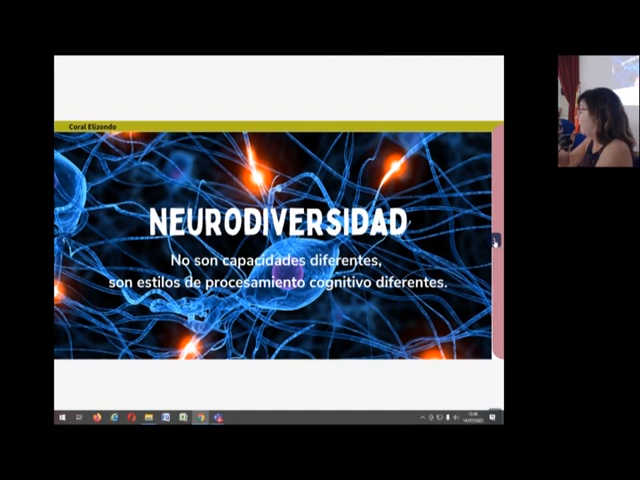 Coral Elizondo
NEURODIVERSIDAD
No son capacidades diferentes,
son estilos de procesamiento cognitivo diferentes.